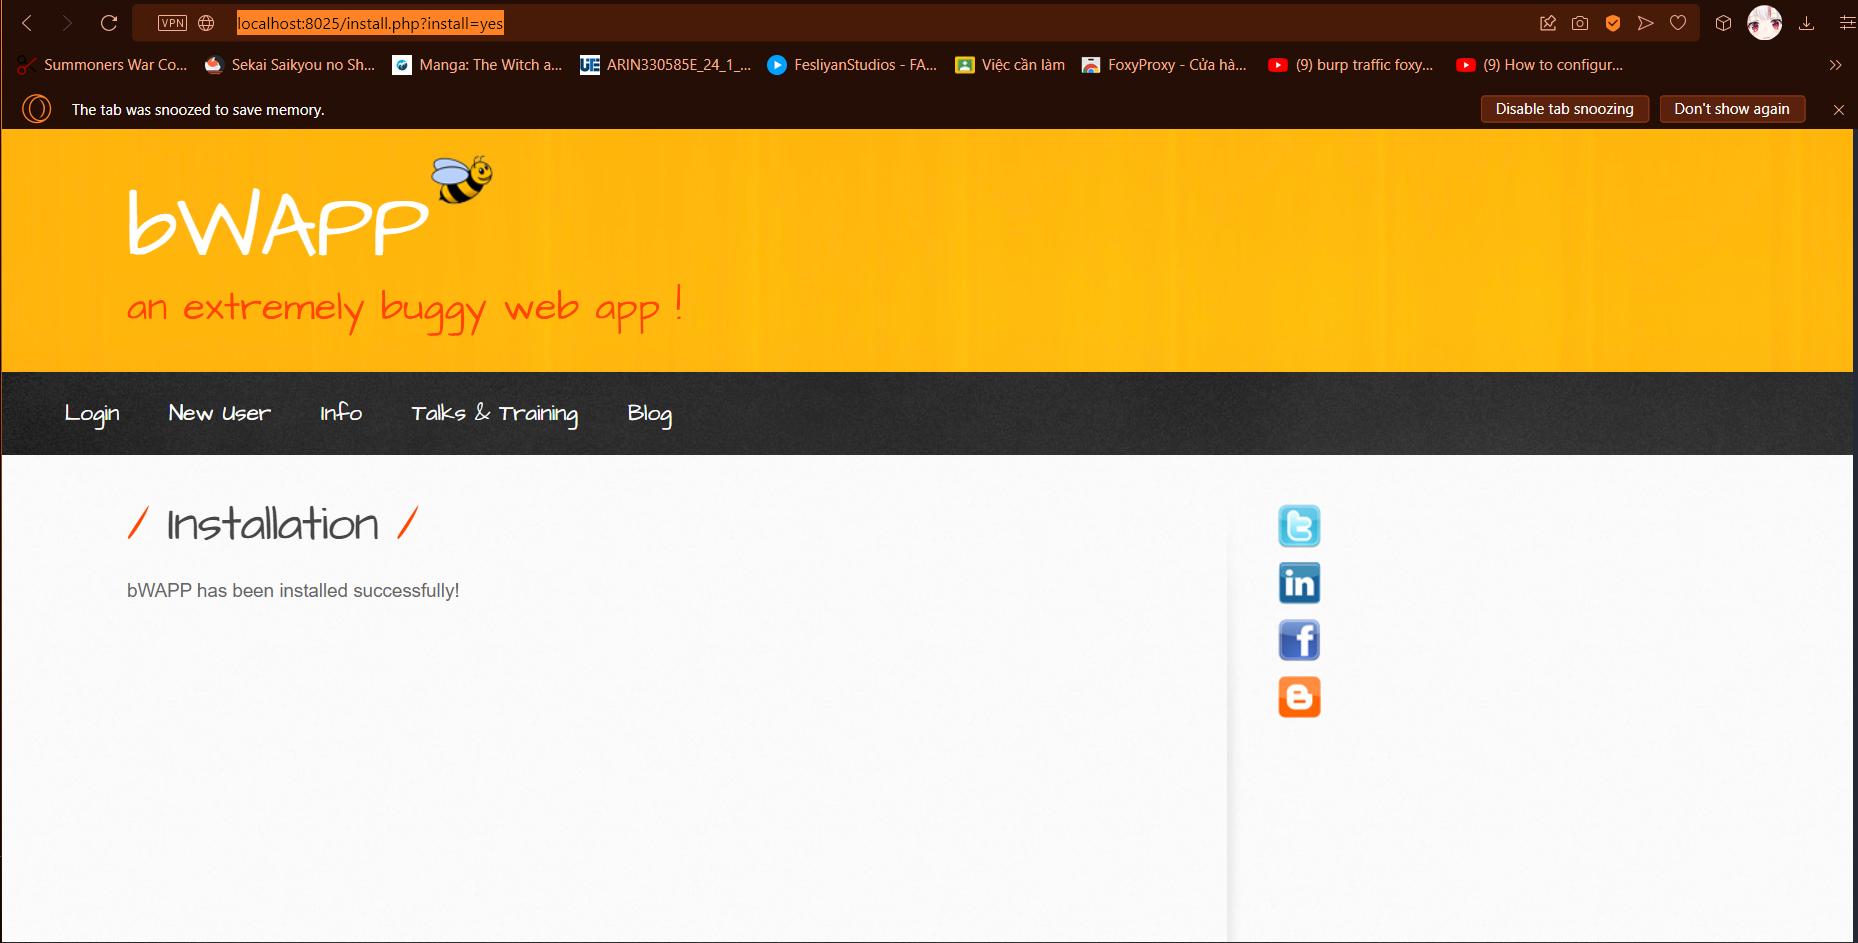 VPN localhost:8025/install.php?install=yes
Summoners War Co... Sekai Saikyou no Sh... Manga: The Witch a... ARIN330585E_24_1_... FesliyanStudios - FA... Việc cần làm FoxyProxy - Cửa hà... (9) burp traffic foxy... (9) How to configur...
The tab was snoozed to save memory. Disable tab snoozing Don't show again
bWAPP
an extremely buggy web app !
Login New User Info Talks & Training Blog
/ Installation /
bWAPP has been installed successfully!